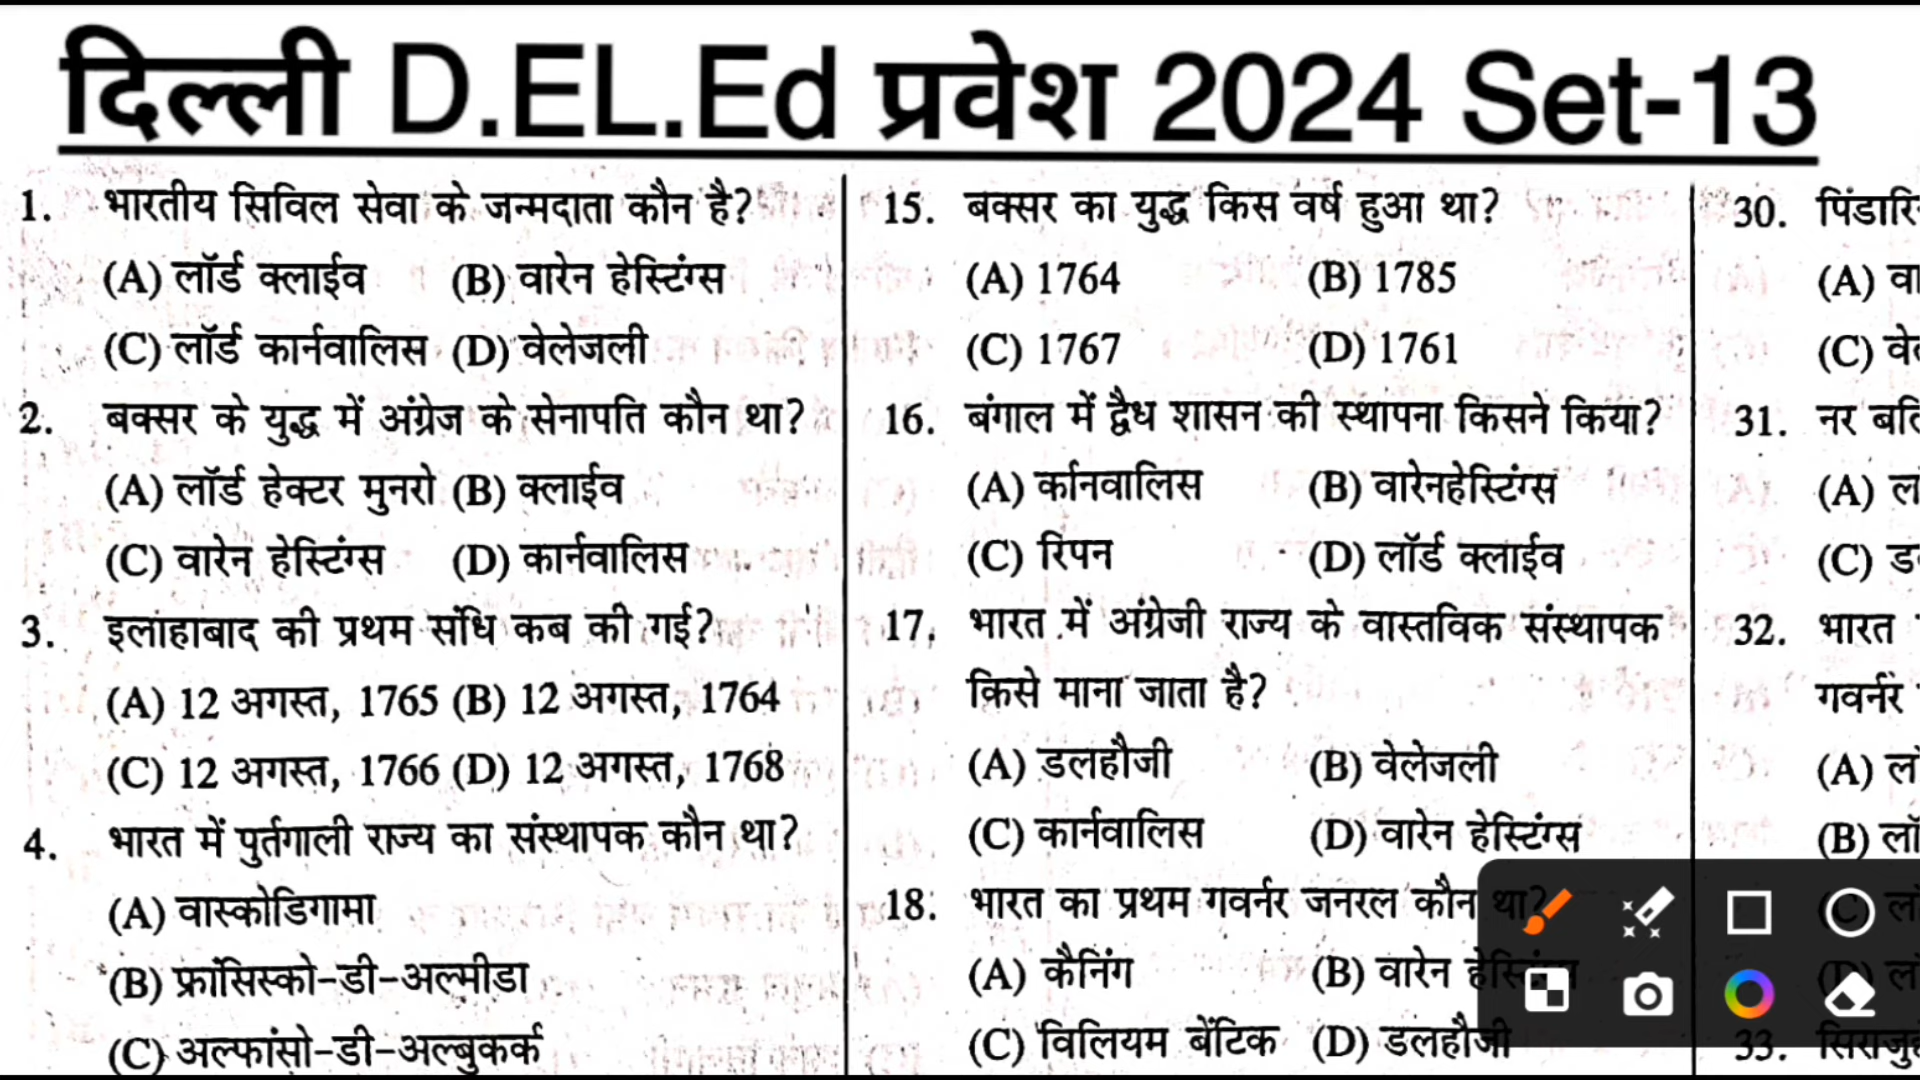 दिल्ली D.EL.Ed प्रवेश 2024 Set-13
1. भारतीय सिविल सेवा के जन्मदाता कौन है?
(A) लॉर्ड क्लाईव (B) वारेन हेस्टिंग्स
(C) लॉर्ड कार्नवालिस (D) वेलेजली
2. बक्सर के युद्ध में अंग्रेज के सेनापति कौन था?
(A) लॉर्ड हेक्टर मुनरो (B) क्लाईव
(C) वारेन हेस्टिंग्स (D) कार्नवालिस
3. इलाहाबाद की प्रथम संधि कब की गई?
(A) 12 अगस्त, 1765 (B) 12 अगस्त, 1764
(C) 12 अगस्त, 1766 (D) 12 अगस्त, 1768
4. भारत में पुर्तगाली राज्य का संस्थापक कौन था?
(A) वास्कोडिगामा
(B) फ्रांसिस्को-डी-अल्मीडा
(C) अल्फांसो-डी-अल्बुकर्क
15. बक्सर का युद्ध किस वर्ष हुआ था?
(A) 1764 (B) 1785
(C) 1767 (D) 1761
16. बंगाल में द्वैध शासन की स्थापना किसने किया?
(A) कार्नवालिस (B) वारेनहेस्टिंग्स
(C) रिपन (D) लॉर्ड क्लाईव
17. भारत में अंग्रेजी राज्य के वास्तविक संस्थापक
किसे माना जाता है?
(A) डलहौजी (B) वेलेजली
(C) कार्नवालिस (D) वारेन हेस्टिंग्स
18. भारत का प्रथम गवर्नर जनरल कौन था?
(A) कैनिंग (B) वारेन हेस्टिंग्स
(C) विलियम बेंटिक (D) डलहौजी
30.
(A)
(C)
31. नर
(A)
(C)
32. भारत
गवर्नर
(A)
(B)
(C)
(D)
33.